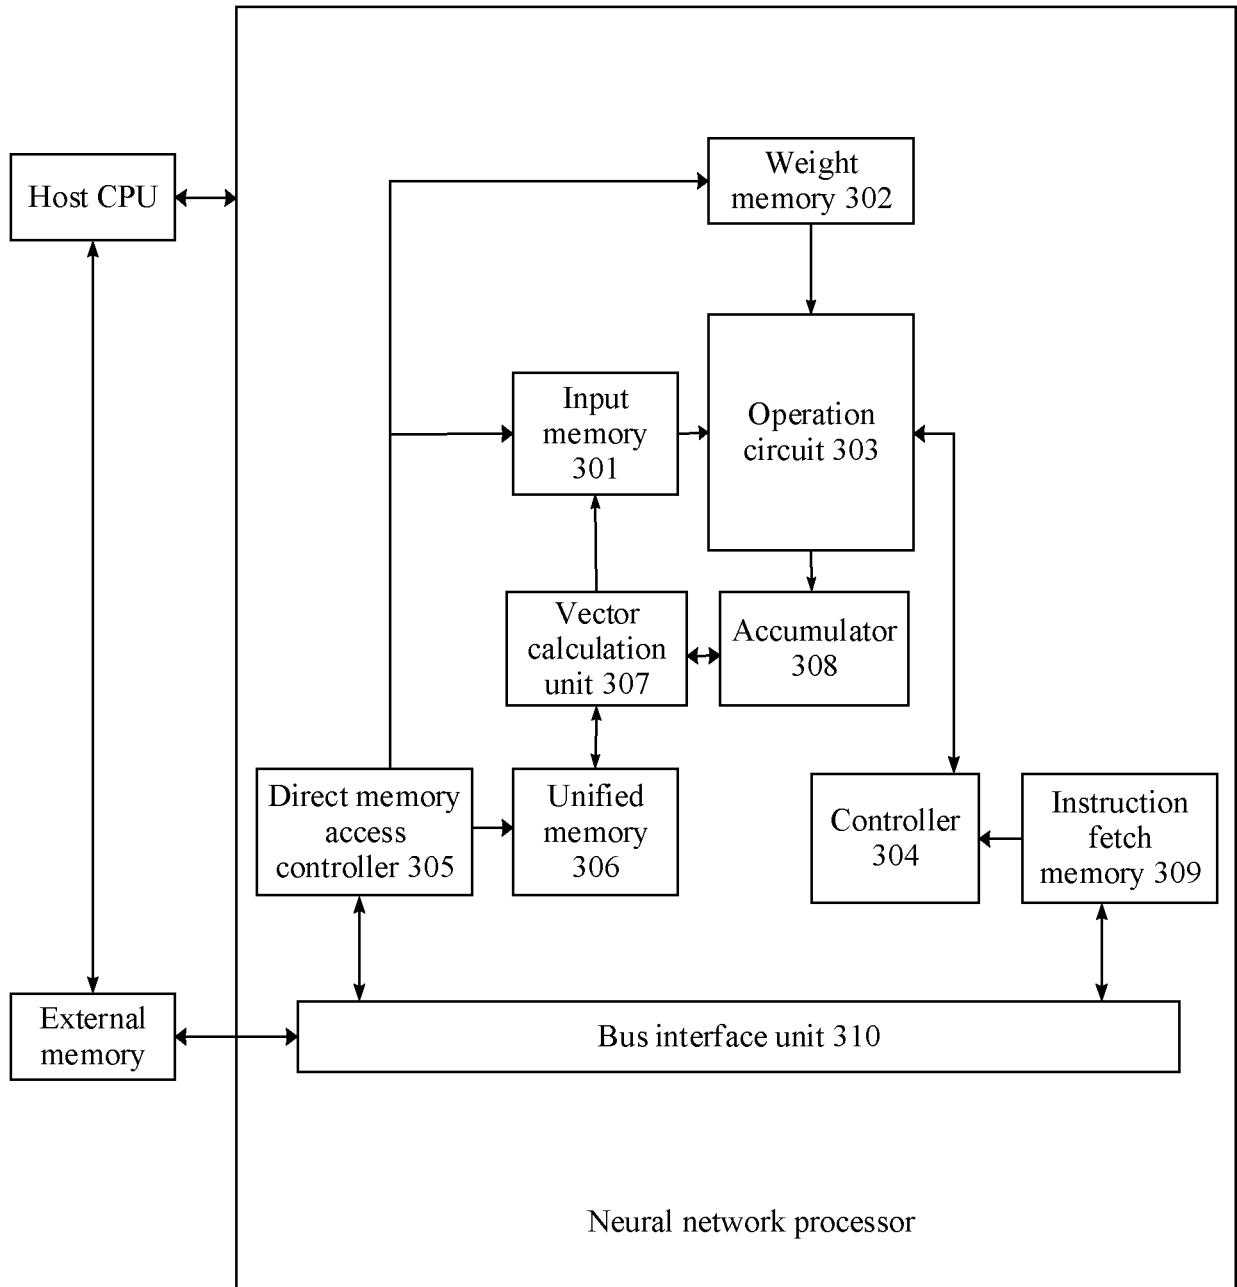 Weight
memory 302
Host CPU
Input
memory
301
Operation
circuit 303
Vector
calculation
unit 307
Accumulator
308
Direct memory
access
controller 305
Unified
memory
306
Controller
304
Instruction
fetch
memory 309
External
memory
Bus interface unit 310
Neural network processor